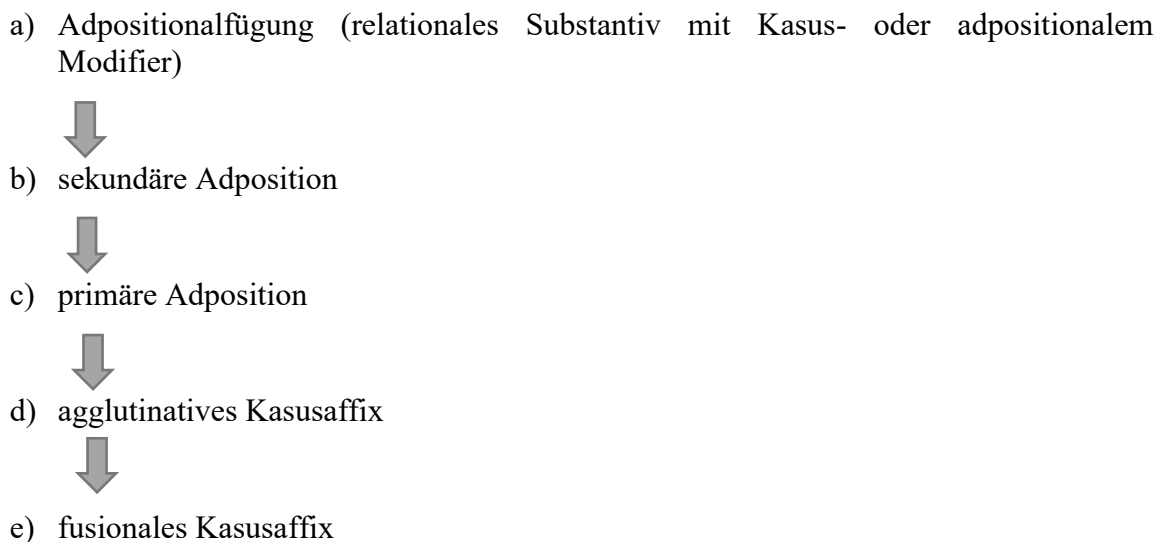 a) Adpositionalfügung (relationales Substantiv mit Kasus- oder adpositionalem
Modifier)
b) sekundäre Adposition
c) primäre Adposition
d) agglutinatives Kasusaffix
e) fusionales Kasusaffix